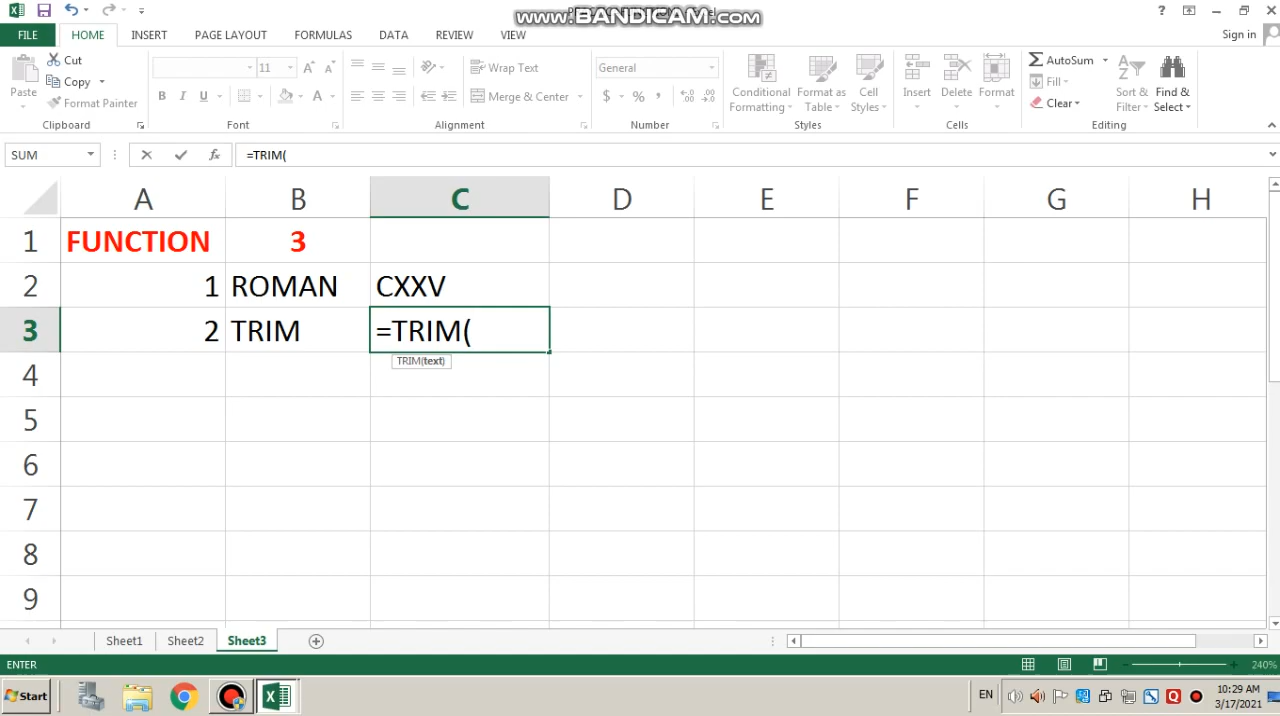 www.BANDICAM.com
Sign in
FILE HOME INSERT PAGE LAYOUT FORMULAS DATA REVIEW VIEW
Paste
Cut
Copy
Format Painter
Clipboard
11
B I U
Font
Wrap Text
Merge & Center
Alignment
General
$ % ,
Number
Conditional Formatting
Format as Table
Cell Styles
Styles
Insert
Delete
Format
Cells
AutoSum
Fill
Clear
Sort & Filter
Find & Select
Editing
SUM fx =TRIM(
A B C D E F G H
1 FUNCTION 3
2 1 ROMAN CXXV
3 2 TRIM =TRIM(
TRIM(text)
4
5
6
7
8
9
Sheet1 Sheet2 Sheet3
ENTER 240%
Start EN 10:29 AM
3/17/2021